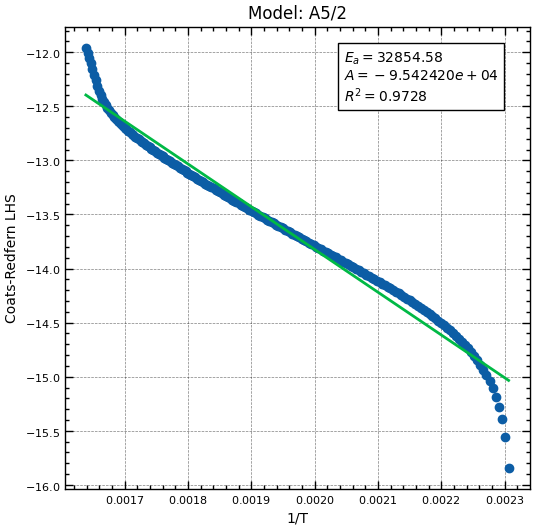 Model: A5/2
Coats-Redfern LHS
−12.0
−12.5
−13.0
−13.5
−14.0
−14.5
−15.0
−15.5
−16.0
E_a = 32854.58
A = −9.542420e + 04
R² = 0.9728
0.0017 0.0018 0.0019 0.0020 0.0021 0.0022 0.0023
1/T